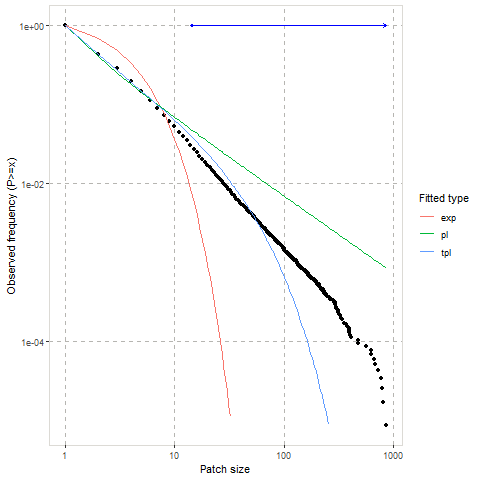 1e+00
1e-02
1e-04
Observed frequency (P>=x)
1
10
100
1000
Patch size
Fitted type
exp
pl
tpl